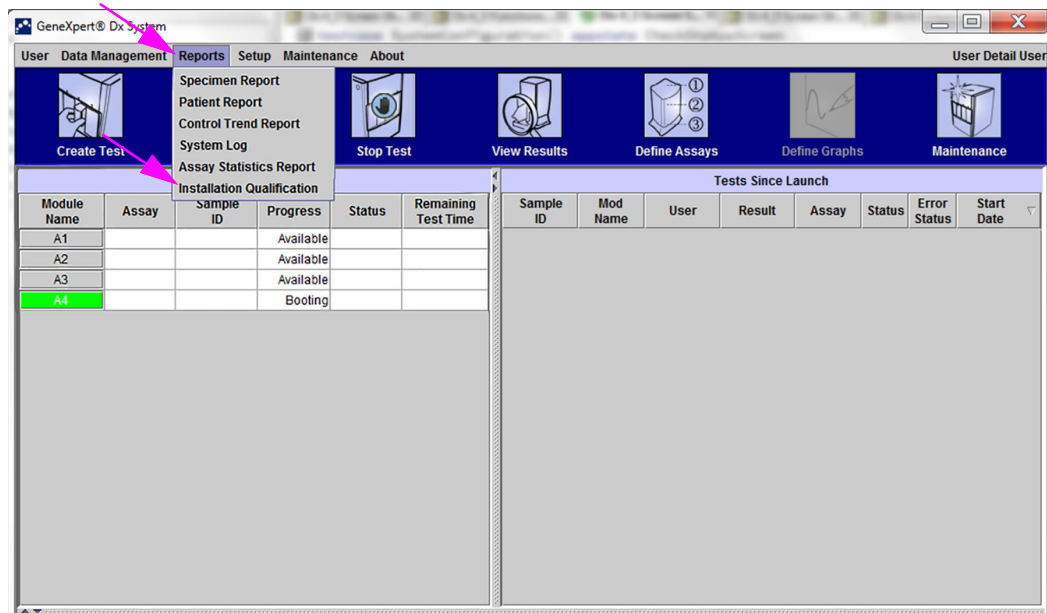 GeneXpert® Dx System
User Data Management Reports Setup Maintenance About User Detail User
Specimen Report
Patient Report
Control Trend Report
System Log
Assay Statistics Report
Installation Qualification
Create Test
Stop Test
View Results
1
2
3
Define Assays
Define Graphs
Maintenance
Module Name Assay Sample ID Progress Status Remaining Test Time
A1 Available
A2 Available
A3 Available
A4 Booting
Tests Since Launch
Sample ID Mod Name User Result Assay Status Error Status Start Date